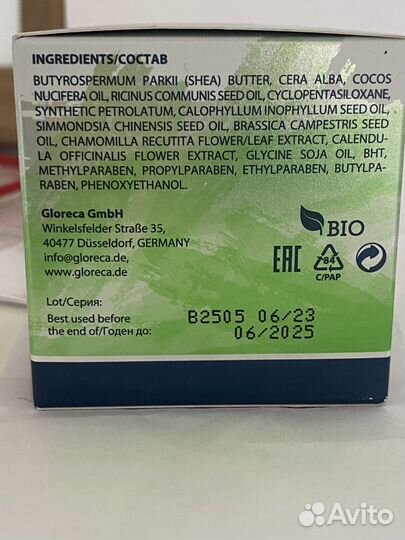 INGREDIENTS/СОСТАВ
BUTYROSPERMUM PARKII (SHEA) BUTTER, CERA ALBA, COCOS
NUCIFERA OIL, RICINUS COMMUNIS SEED OIL, CYCLOPENTASILOXANE,
SYNTHETIC PETROLATUM, CALOPHYLLUM INOPHYLLUM SEED OIL,
SIMMONDSIA CHINENSIS SEED OIL, BRASSICA CAMPESTRIS SEED
OIL, CHAMOMILLA RECUTITA FLOWER/LEAF EXTRACT, CALENDU-
LA OFFICINALIS FLOWER EXTRACT, GLYCINE SOJA OIL, BHT,
METHYLPARABEN, PROPYLPARABEN, ETHYLPARABEN, BUTYLPA-
RABEN, PHENOXYETHANOL.
Gloreca GmbH
Winkelsfelder Straße 35,
40477 Düsseldorf, GERMANY
info@gloreca.de
www.gloreca.de
BIO
EAC
84
C/PAP
Lot/Серия:
B2505 06/23
Best used before
the end of/Годен до:
06/2025
Avito